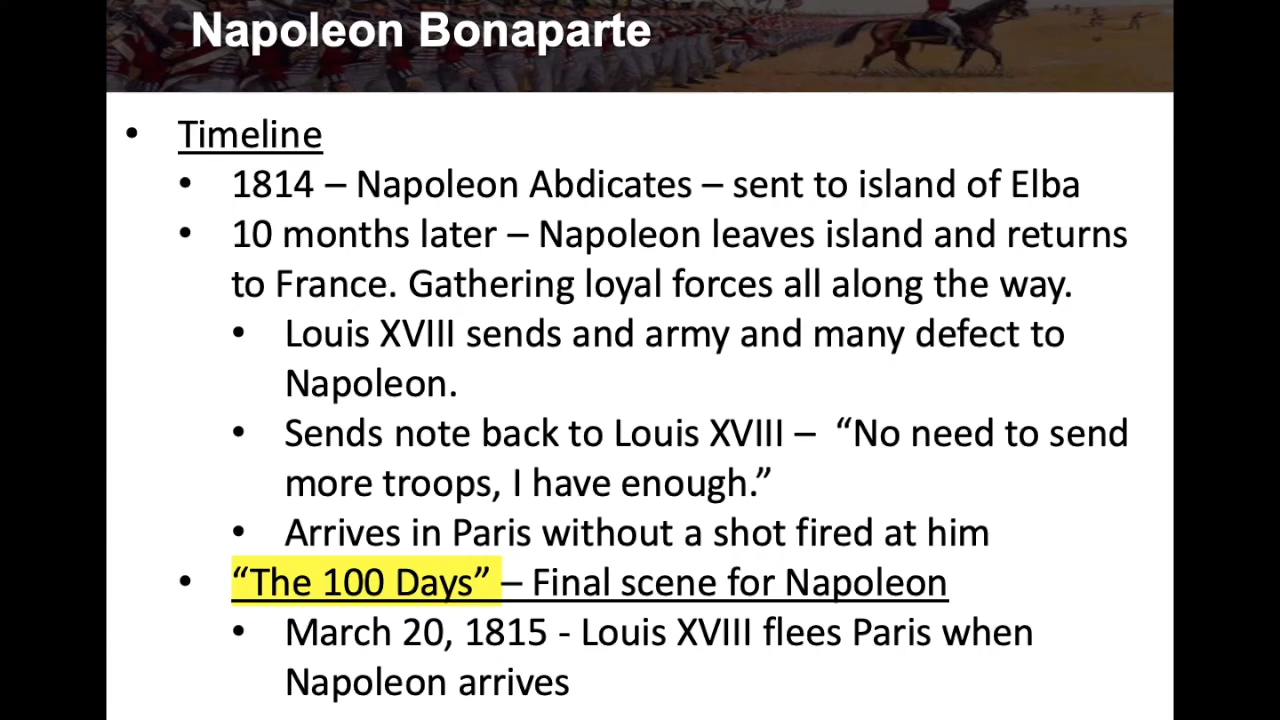 Napoleon Bonaparte
• Timeline
• 1814 – Napoleon Abdicates – sent to island of Elba
• 10 months later – Napoleon leaves island and returns
to France. Gathering loyal forces all along the way.
• Louis XVIII sends and army and many defect to
Napoleon.
• Sends note back to Louis XVIII – “No need to send
more troops, I have enough.”
• Arrives in Paris without a shot fired at him
• “The 100 Days” – Final scene for Napoleon
• March 20, 1815 - Louis XVIII flees Paris when
Napoleon arrives